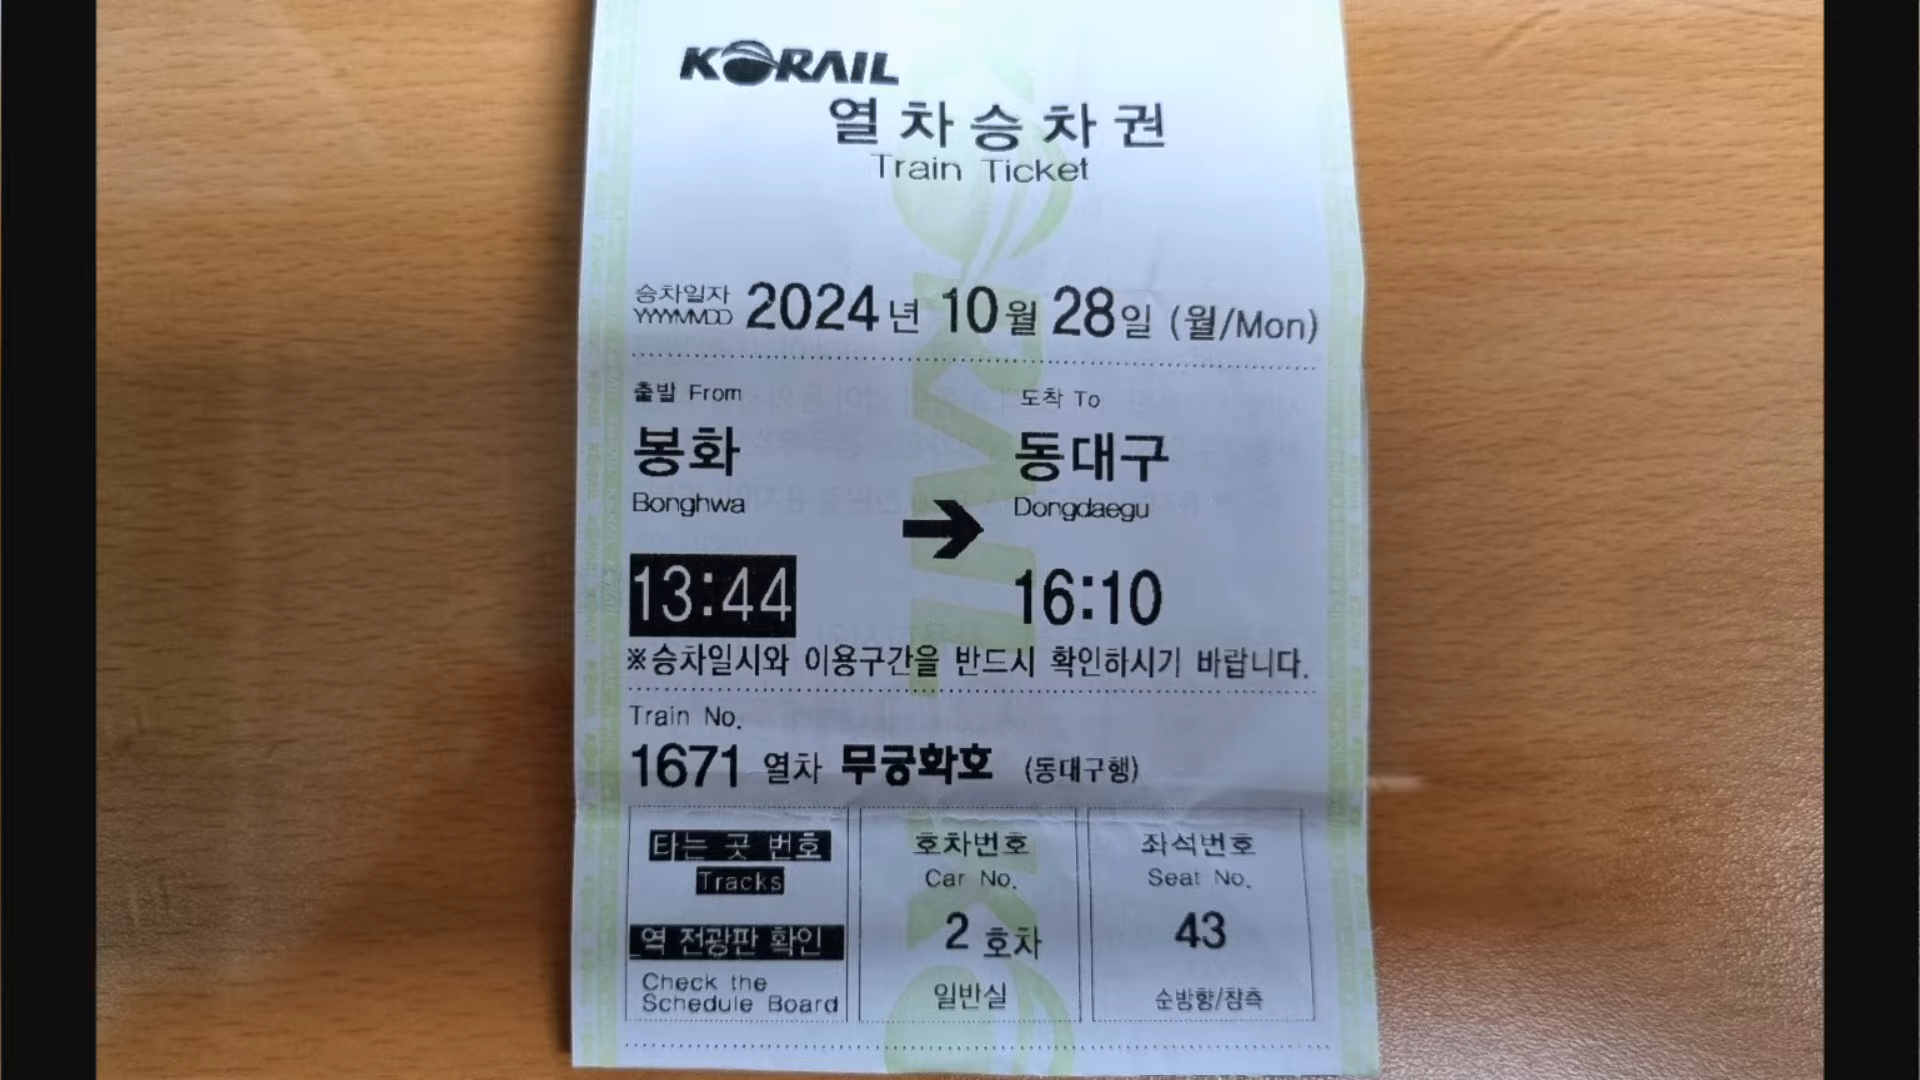 KORAIL
열차승차권
Train Ticket
승차일자 YYYYMMDD 2024년 10월 28일 (월/Mon)
출발 From 도착 To
봉화 동대구
Bonghwa Dongdaegu
13:44 16:10
※승차일시와 이용구간을 반드시 확인하시기 바랍니다.
Train No.
1671 열차 무궁화호 (동대구행)
타는 곳 번호 호차번호 좌석번호
Tracks Car No. Seat No.
역 전광판 확인 2 호차 43
Check the
Schedule Board 일반실 순방향/창측